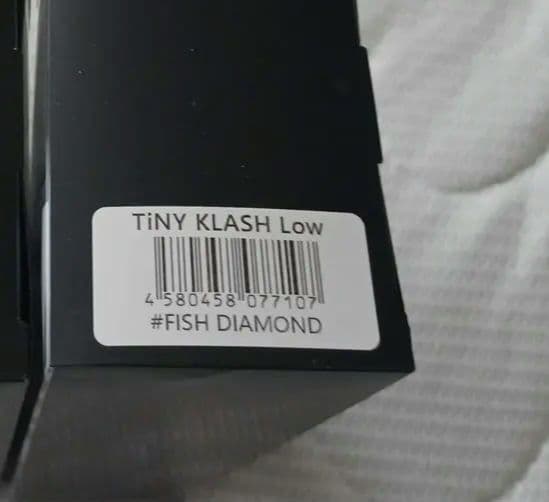 TiNY KLASH Low
4 580458 077107
#FISH DIAMOND